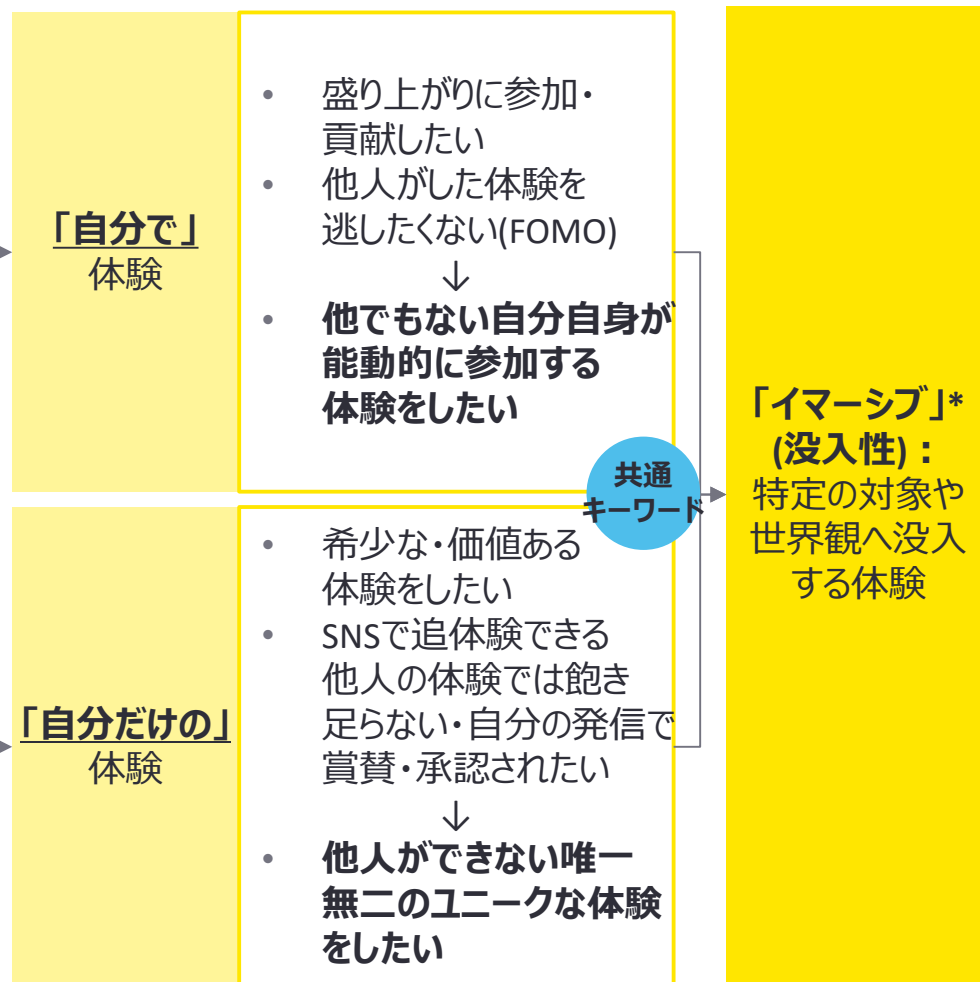 「自分で」
体験
• 盛り上がりに参加・
貢献したい
• 他人がした体験を
逃したくない(FOMO)
↓
• 他でもない自分自身が
能動的に参加する
体験をしたい
「自分だけの」
体験
• 希少な・価値ある
体験をしたい
• SNSで追体験できる
他人の体験では飽き
足らない・自分の発信で
賞賛・承認されたい
↓
• 他人ができない唯一
無二のユニークな体験
をしたい
共通
キーワード
「イマーシブ」*
(没入性)：
特定の対象や
世界観へ没入
する体験